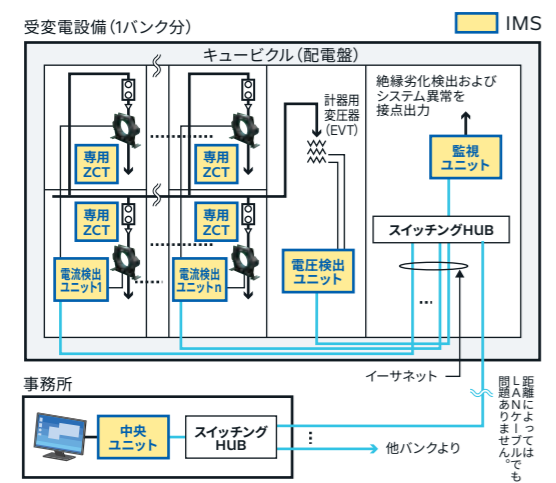 受変電設備(1バンク分)
IMS
キュービクル(配電盤)
専用
ZCT
専用
ZCT
計器用
変圧器
(EVT)
絶縁劣化検出および
システム異常を
接点出力
監視
ユニット
専用
ZCT
専用
ZCT
スイッチングHUB
電流検出
ユニット1
電流検出
ユニットn
電圧検出
ユニット
イーサネット
距離によっては
LANケーブルでも
問題ありません。
事務所
中央
ユニット
スイッチング
HUB
他バンクより